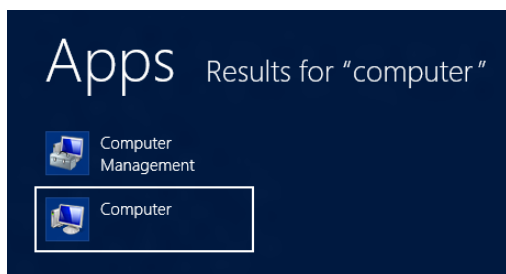 Apps Results for “computer”
Computer
Management
Computer